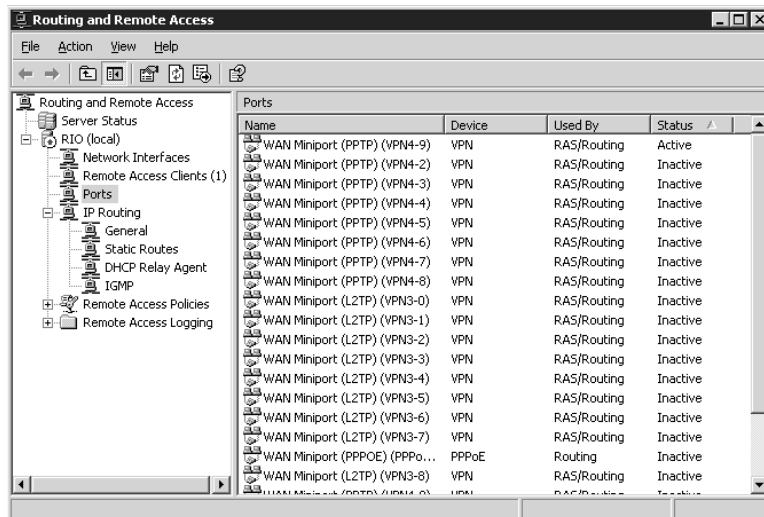 Routing and Remote Access
File Action View Help
Routing and Remote Access
Server Status
RIO (local)
Network Interfaces
Remote Access Clients (1)
Ports
IP Routing
General
Static Routes
DHCP Relay Agent
IGMP
Remote Access Policies
Remote Access Logging
Ports
Name Device Used By Status
WAN Miniport (PPTP) (VPN4-9) VPN RAS/Routing Active
WAN Miniport (PPTP) (VPN4-2) VPN RAS/Routing Inactive
WAN Miniport (PPTP) (VPN4-3) VPN RAS/Routing Inactive
WAN Miniport (PPTP) (VPN4-4) VPN RAS/Routing Inactive
WAN Miniport (PPTP) (VPN4-5) VPN RAS/Routing Inactive
WAN Miniport (PPTP) (VPN4-6) VPN RAS/Routing Inactive
WAN Miniport (PPTP) (VPN4-7) VPN RAS/Routing Inactive
WAN Miniport (PPTP) (VPN4-8) VPN RAS/Routing Inactive
WAN Miniport (L2TP) (VPN3-0) VPN RAS/Routing Inactive
WAN Miniport (L2TP) (VPN3-1) VPN RAS/Routing Inactive
WAN Miniport (L2TP) (VPN3-2) VPN RAS/Routing Inactive
WAN Miniport (L2TP) (VPN3-3) VPN RAS/Routing Inactive
WAN Miniport (L2TP) (VPN3-4) VPN RAS/Routing Inactive
WAN Miniport (L2TP) (VPN3-5) VPN RAS/Routing Inactive
WAN Miniport (L2TP) (VPN3-6) VPN RAS/Routing Inactive
WAN Miniport (L2TP) (VPN3-7) VPN RAS/Routing Inactive
WAN Miniport (PPPOE) (PPPo... PPPoE Routing Inactive
WAN Miniport (L2TP) (VPN3-8) VPN RAS/Routing Inactive